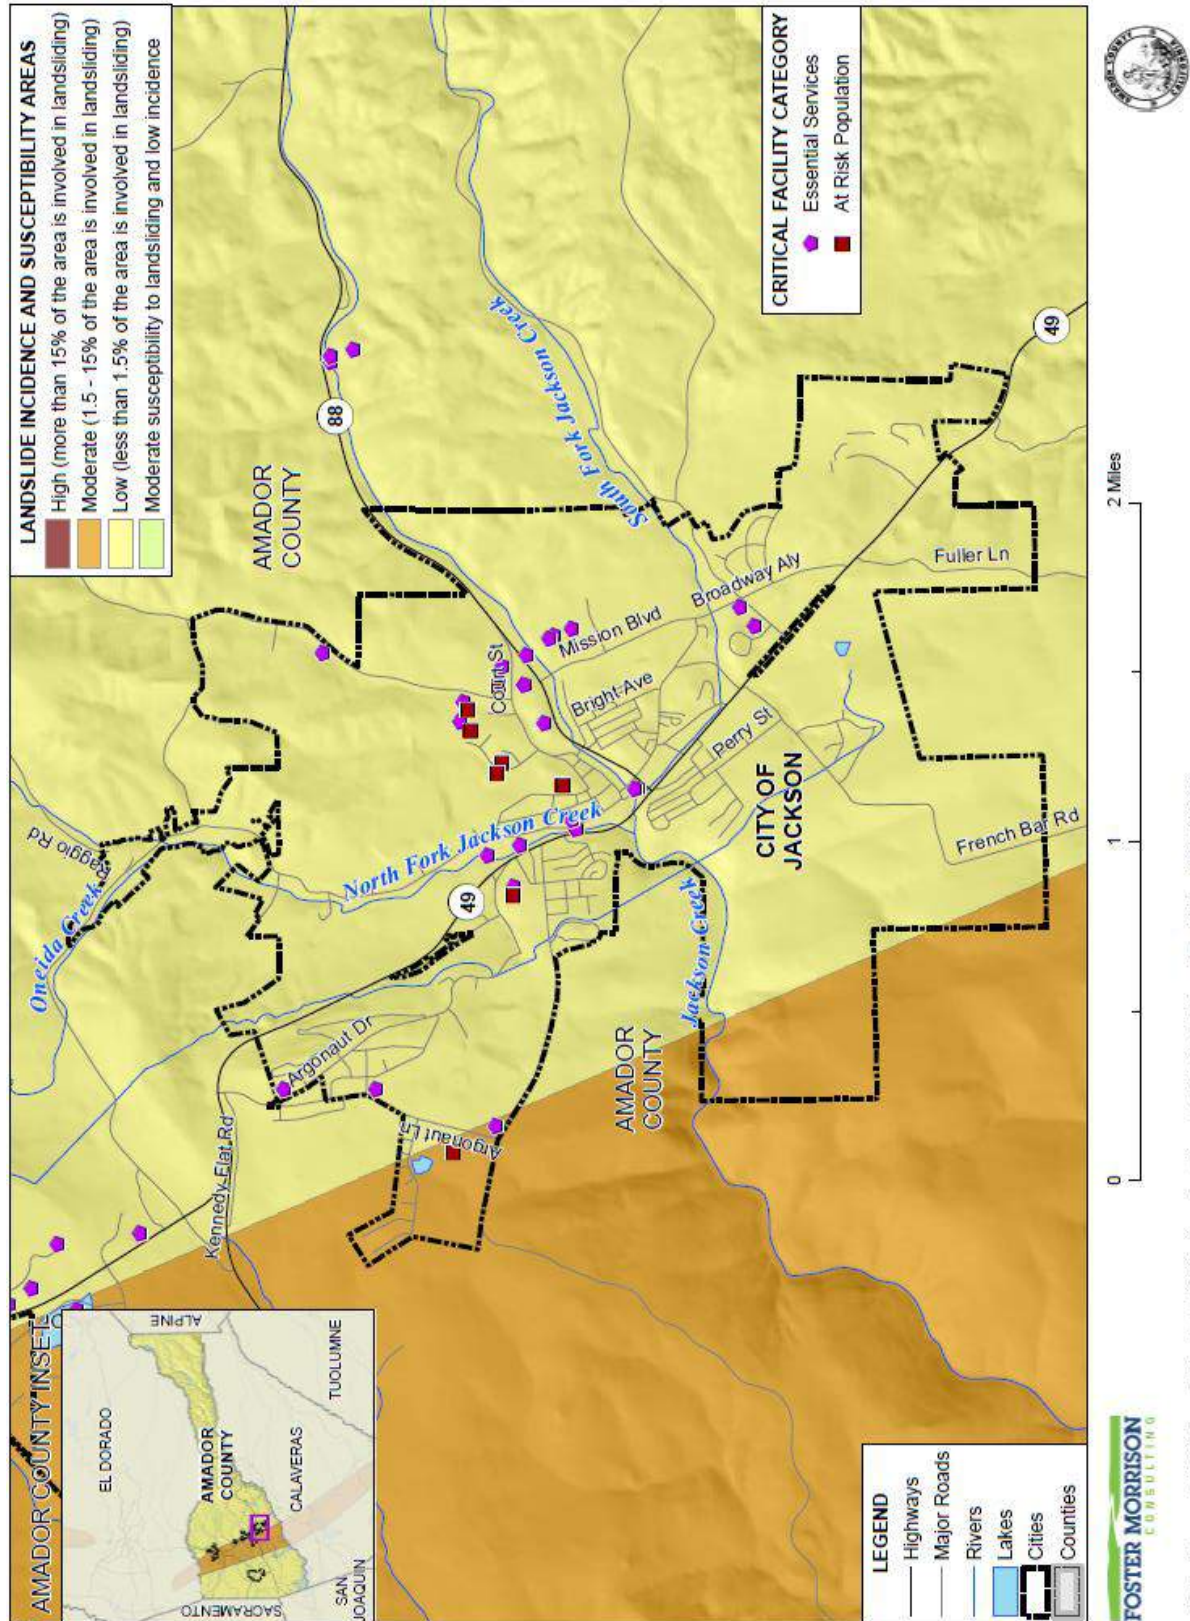 LANDSLIDE INCIDENCE AND SUSCEPTIBILITY AREAS
High (more than 15% of the area is involved in landsliding)
Moderate (1.5 - 15% of the area is involved in landsliding)
Low (less than 1.5% of the area is involved in landsliding)
Moderate susceptibility to landsliding and low incidence
CRITICAL FACILITY CATEGORY
Essential Services
At Risk Population
AMADOR COUNTY INSET
EL DORADO
ALPINE
AMADOR
COUNTY
SACRAMENTO
SAN
JOAQUIN
CALAVERAS
TUOLUMNE
Oneida Creek
Raggio Rd
Kennedy Flat Rd
Argonaut Dr
Argonaut Ln
49
North Fork Jackson Creek
AMADOR
COUNTY
88
Court St
Mission Blvd
Bright Ave
Broadway Aly
South Fork Jackson Creek
Perry St
Fuller Ln
CITY OF
JACKSON
French Bar Rd
Jackson Creek
AMADOR
COUNTY
49
LEGEND
Highways
Major Roads
Rivers
Lakes
Cities
Counties
0
1
2 Miles
FOSTER MORRISON
CONSULTING
AMADOR COUNTY